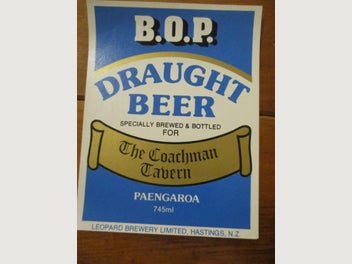 B.O.P.
DRAUGHT
BEER
SPECIALLY BREWED & BOTTLED
FOR
The Coachman
Tavern
PAENGAROA
745ml
LEOPARD BREWERY LIMITED, HASTINGS, N.Z.